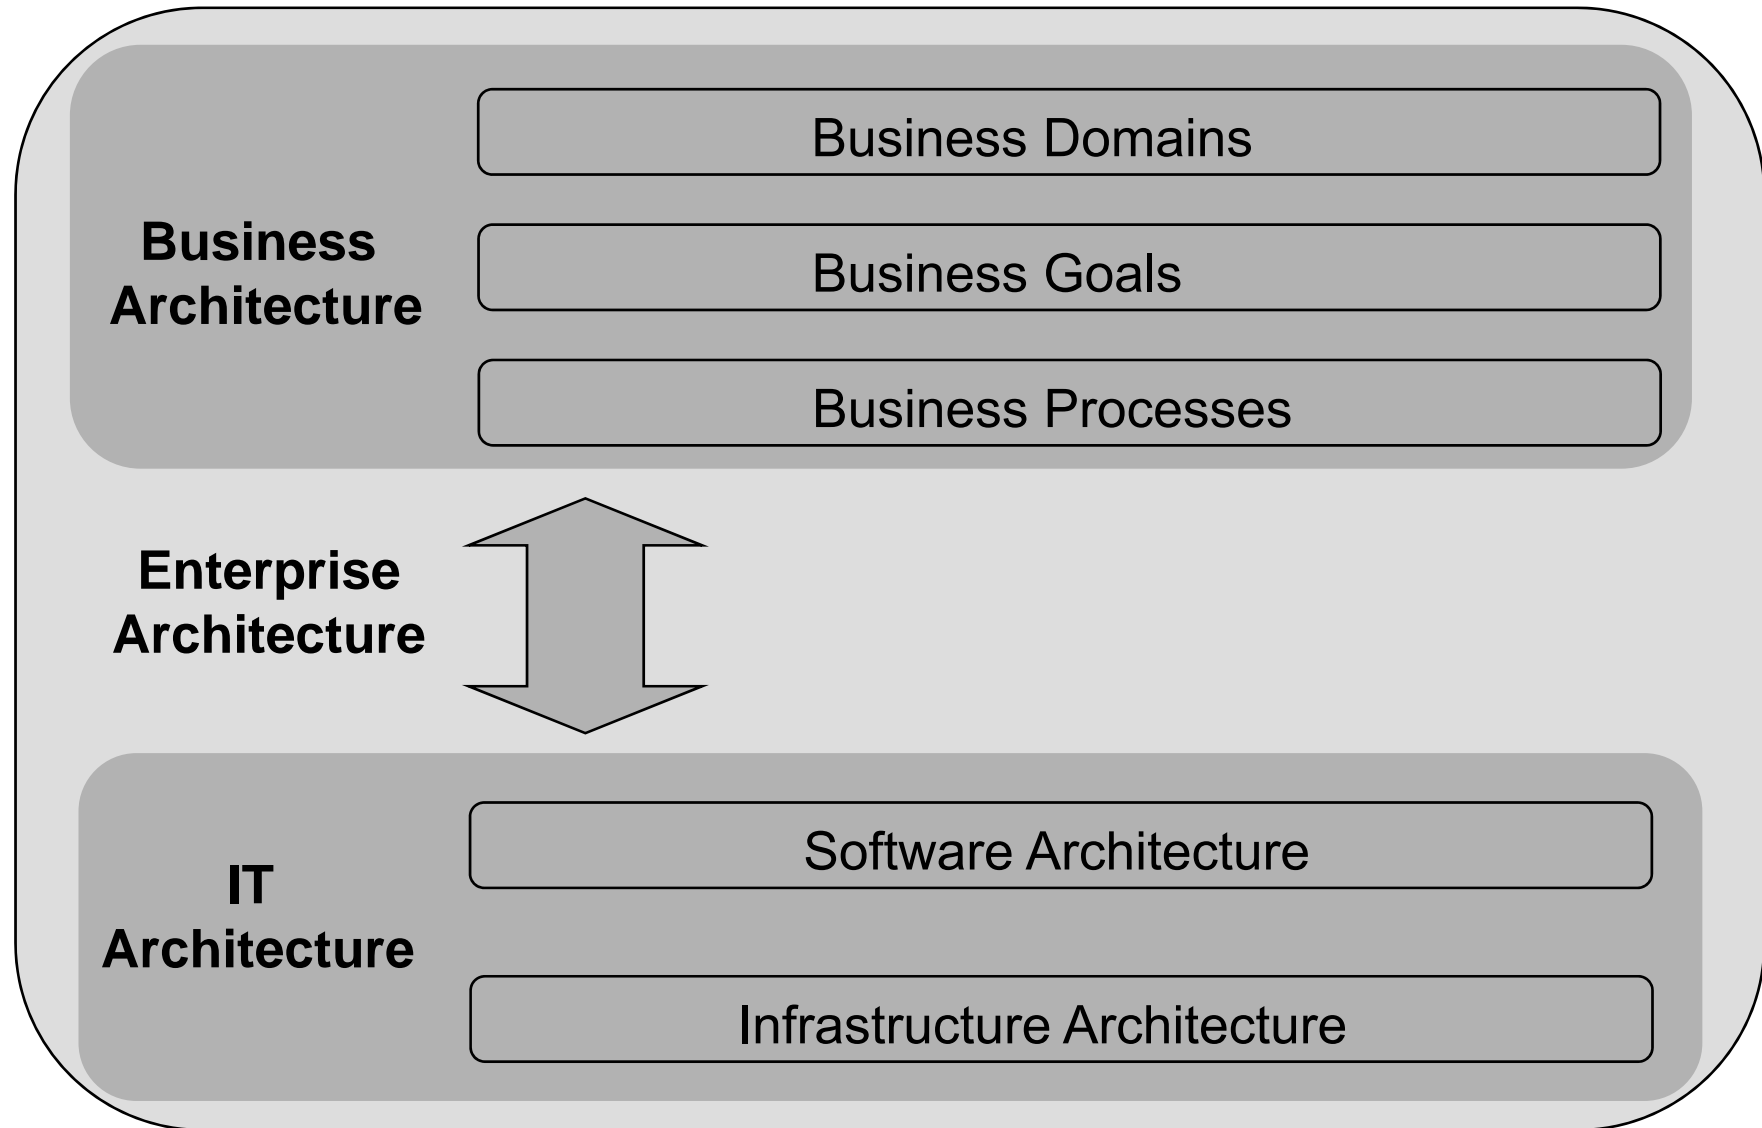 Business Domains
Business
Architecture
Business Goals
Business Processes
Enterprise
Architecture
IT
Architecture
Software Architecture
Infrastructure Architecture